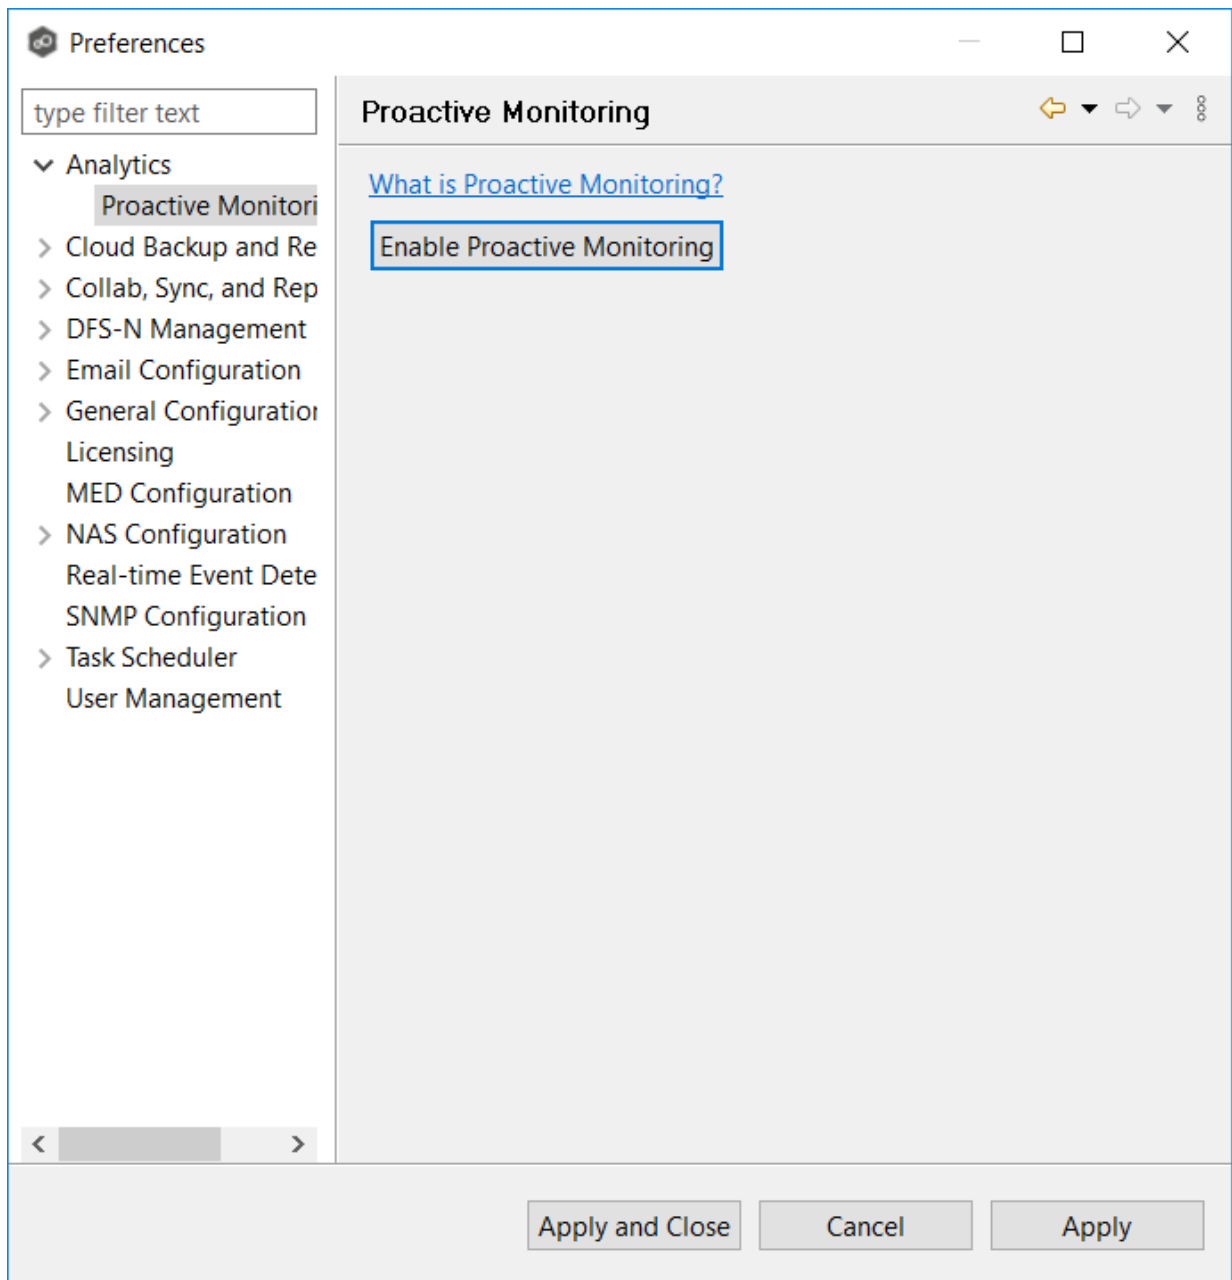 Preferences
type filter text
Analytics
Proactive Monitori
Cloud Backup and Re
Collab, Sync, and Rep
DFS-N Management
Email Configuration
General Configuration
Licensing
MED Configuration
NAS Configuration
Real-time Event Dete
SNMP Configuration
Task Scheduler
User Management
Proactive Monitoring
What is Proactive Monitoring?
Enable Proactive Monitoring
Apply and Close
Cancel
Apply